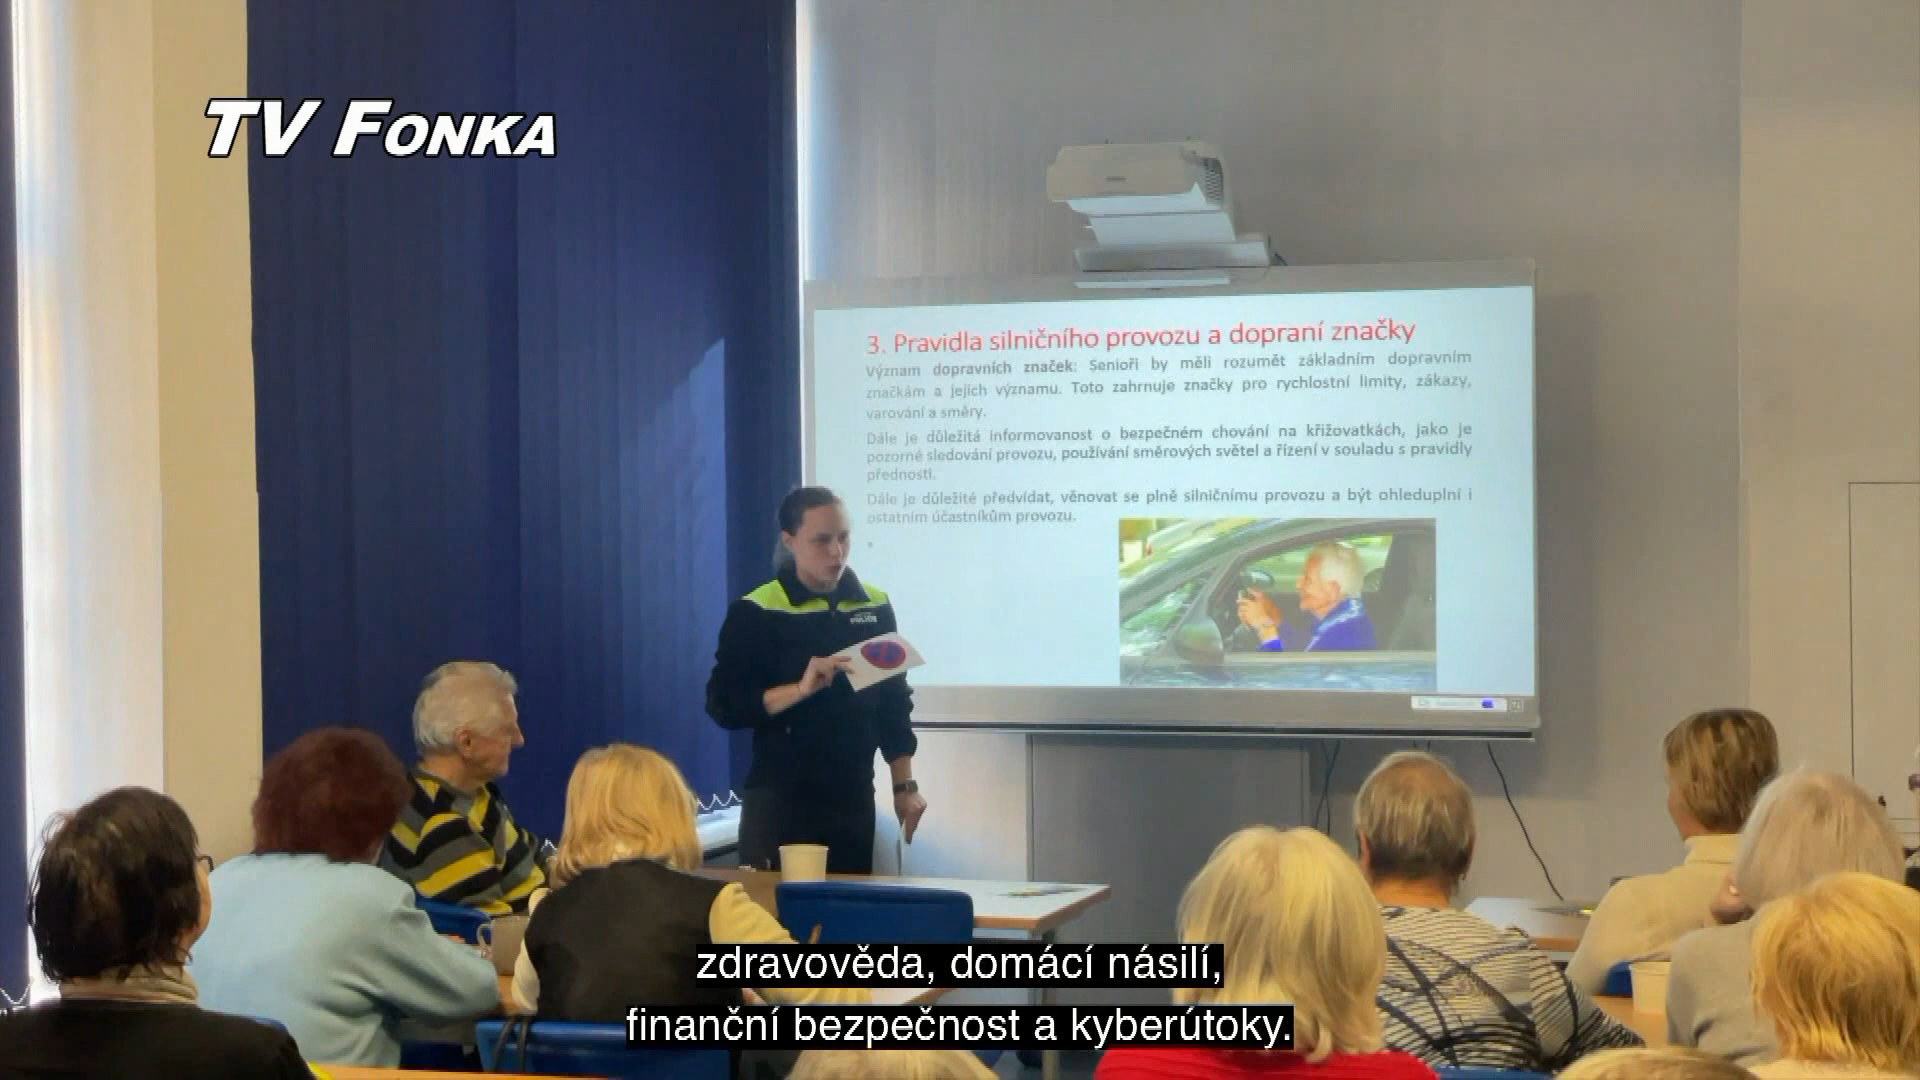 TV FONKA
3. Pravidla silničního provozu a dopraní značky
Význam dopravních značek: Senioři by měli rozumět základním dopravním
značkám a jejich významu. Toto zahrnuje značky pro rychlostní limity, zákazy,
varování a směry.
Dále je důležitá informovanost o bezpečném chování na křižovatkách, jako je
pozorné sledování provozu, používání směrových světel a řízení v souladu s pravidly
přednosti.
Dále je důležité předvídat, věnovat se plně silničnímu provozu a být ohleduplní i
ostatním účastníkům provozu.
POLICIE
zdravověda, domácí násilí,
finanční bezpečnost a kyberútoky.